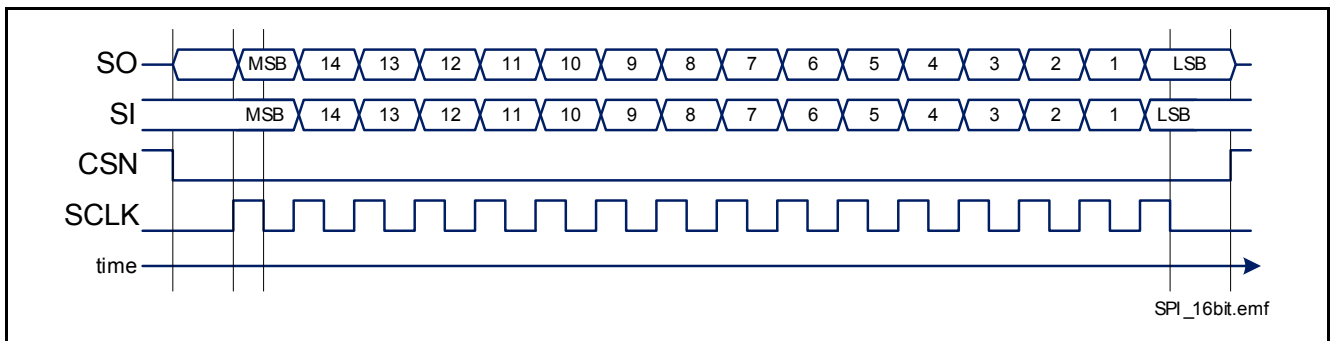 SO MSB 14 13 12 11 10 9 8 7 6 5 4 3 2 1 LSB
SI MSB 14 13 12 11 10 9 8 7 6 5 4 3 2 1 LSB
CSN
SCLK
time
SPI_16bit.emf